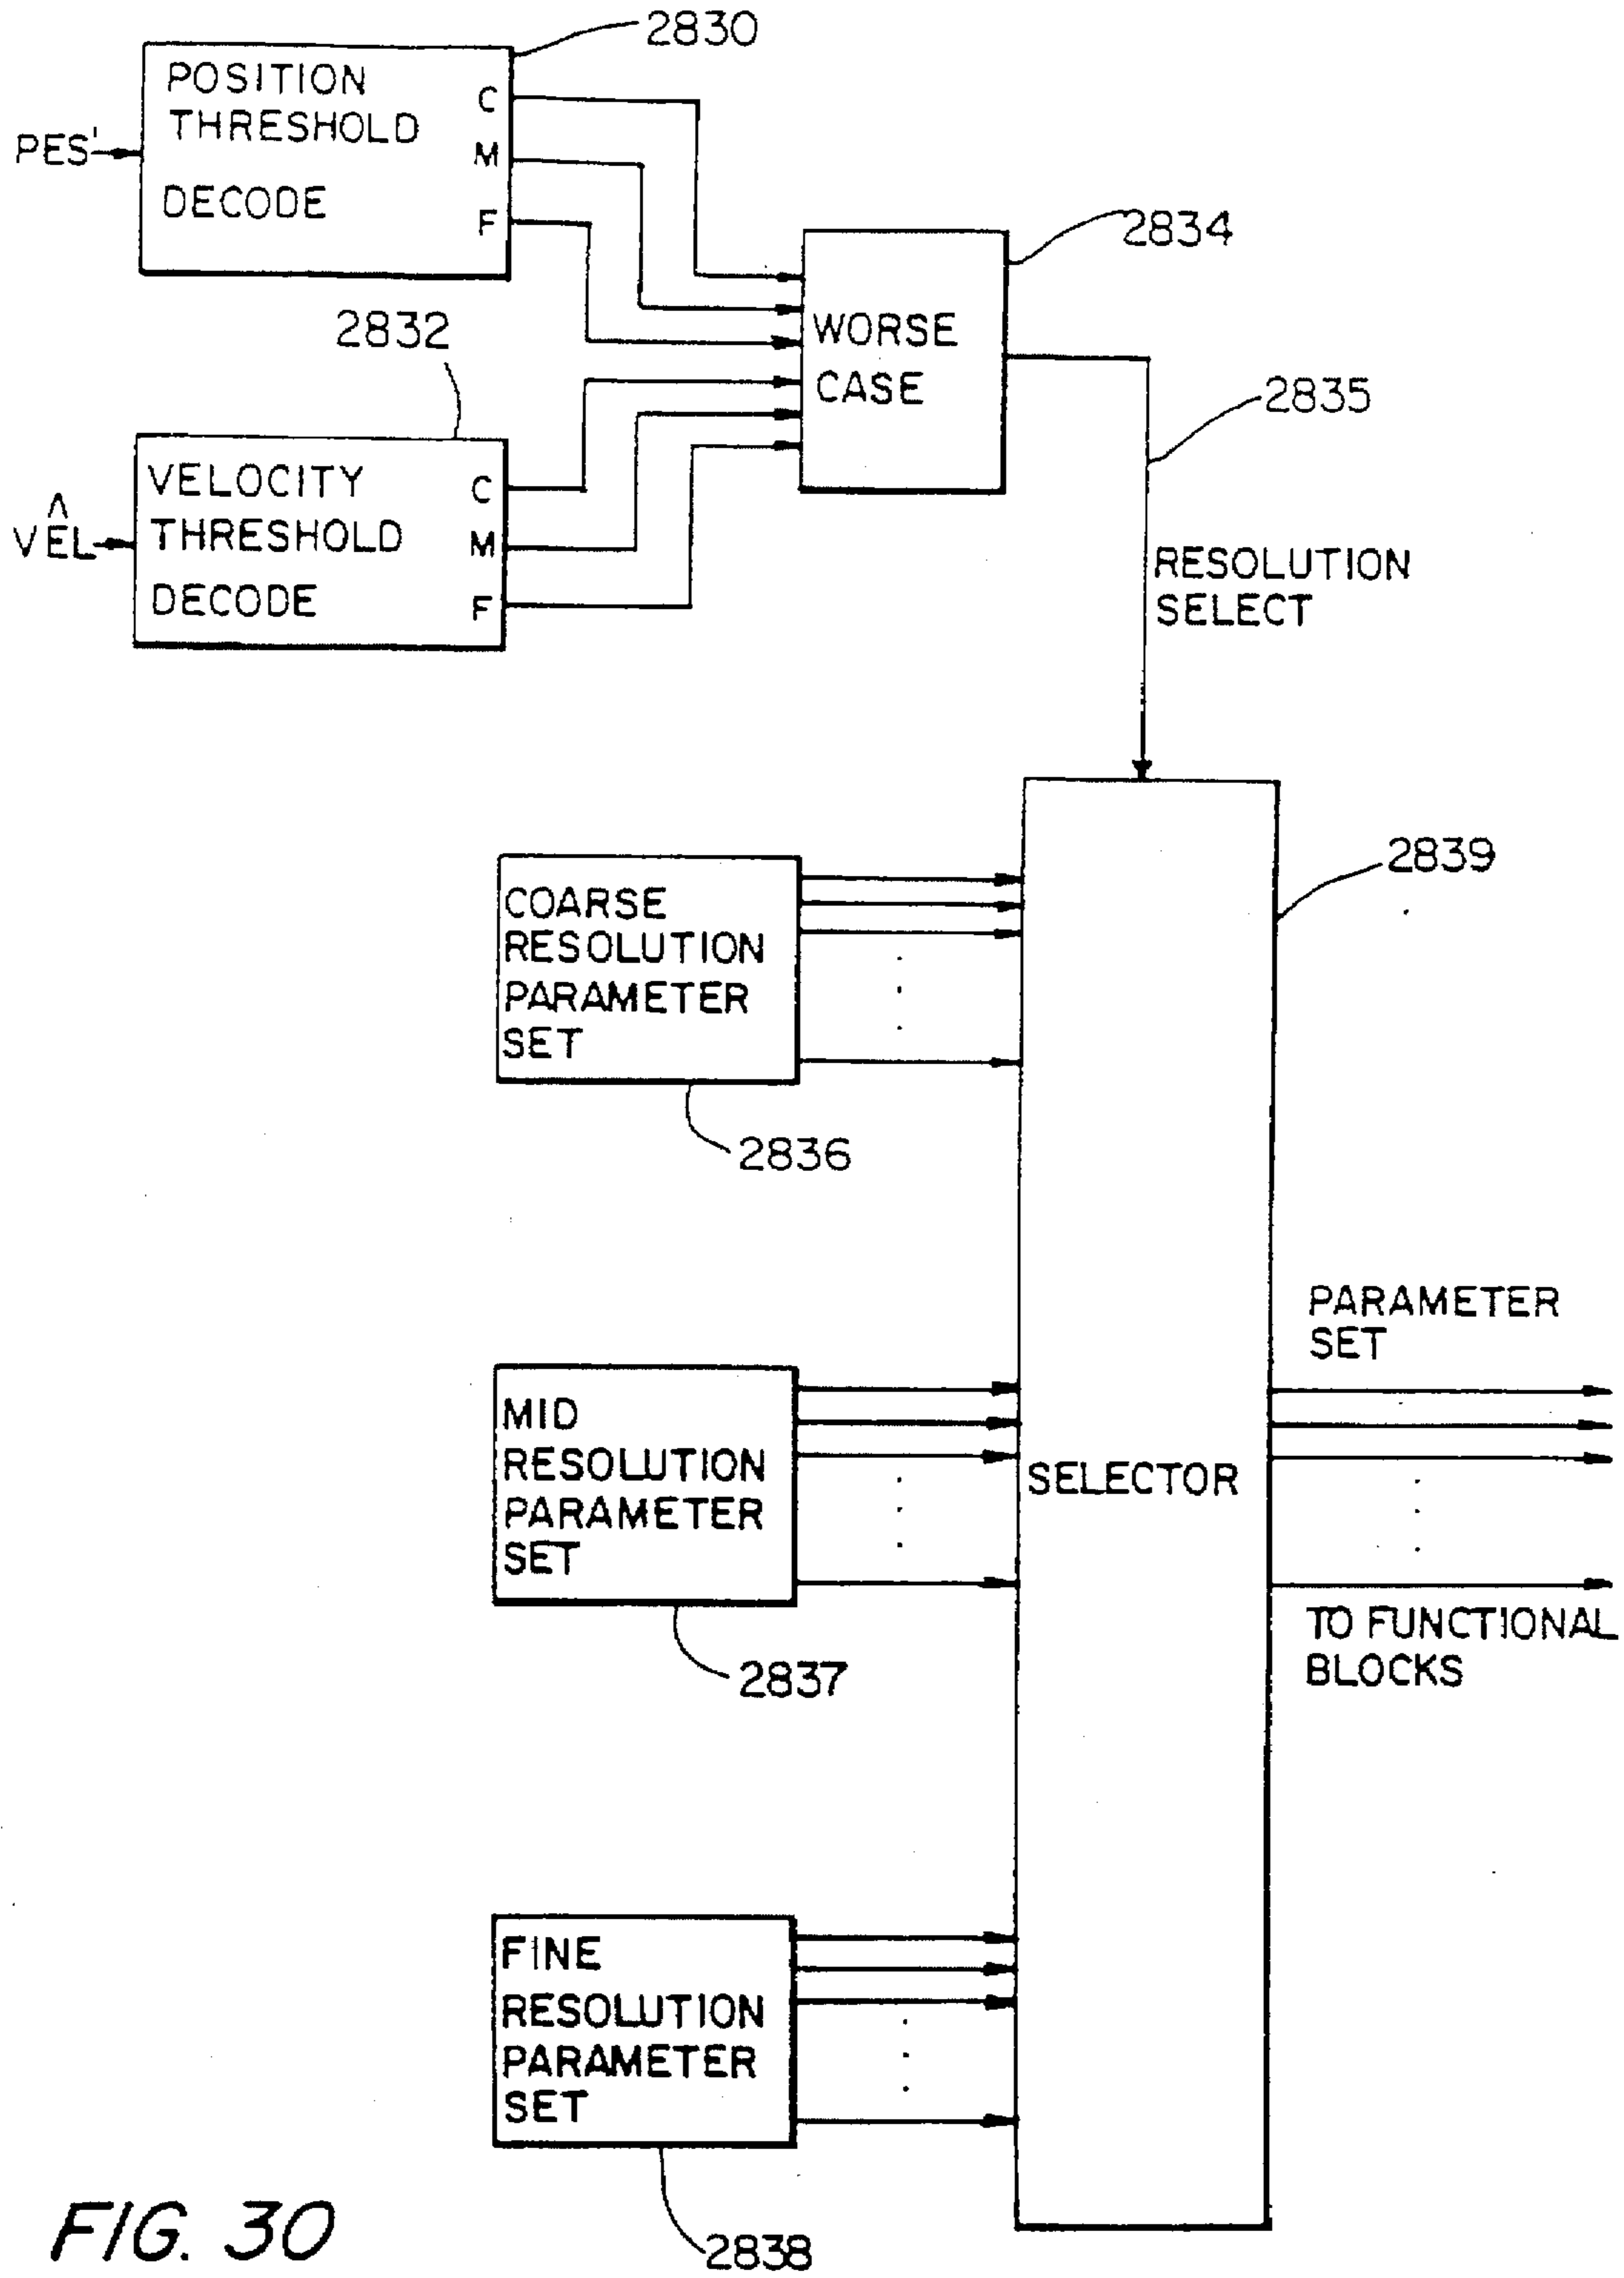 2830
POSITION
THRESHOLD
DECODE
C
M
F
PES'
2834
WORSE
CASE
2832
VELOCITY
THRESHOLD
DECODE
C
M
F
VÊL
2835
RESOLUTION
SELECT
2839
COARSE
RESOLUTION
PARAMETER
SET
2836
MID
RESOLUTION
PARAMETER
SET
2837
SELECTOR
PARAMETER
SET
TO FUNCTIONAL
BLOCKS
FINE
RESOLUTION
PARAMETER
SET
2838
FIG. 30